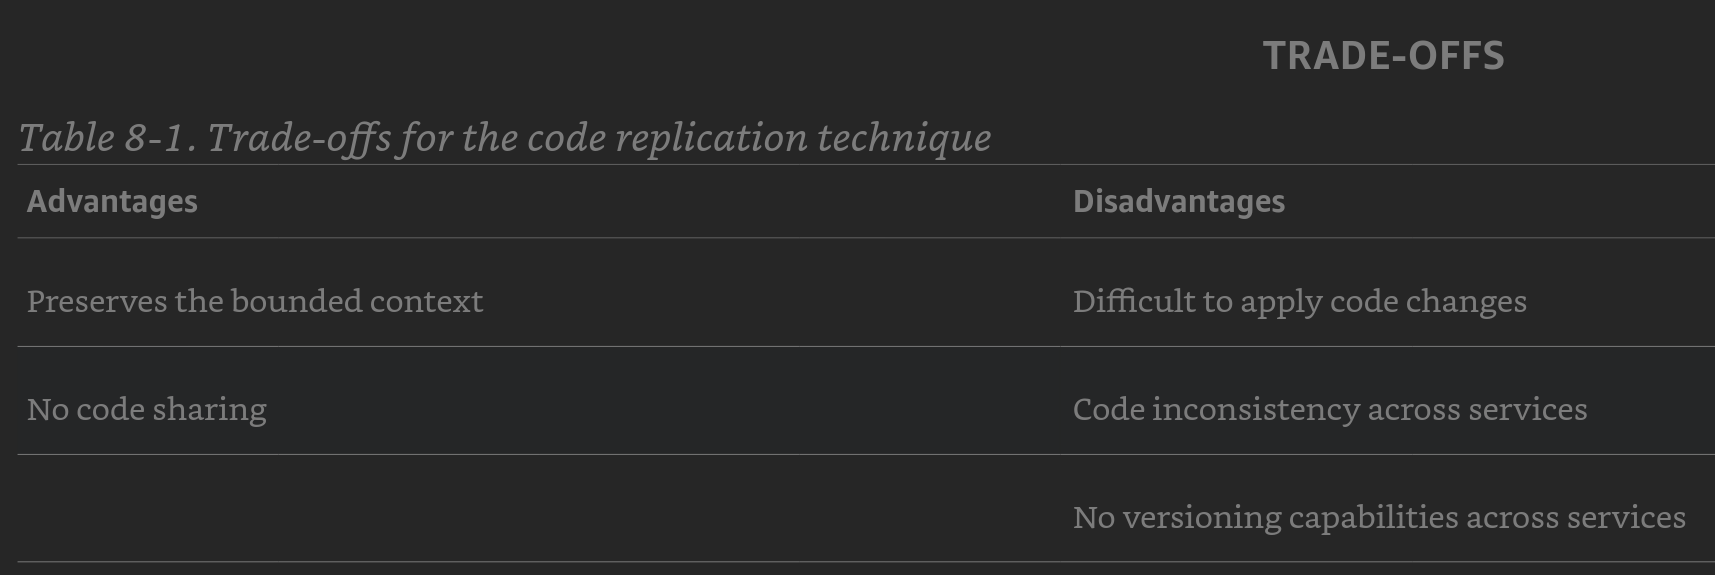 TRADE-OFFS
Table 8-1. Trade-offs for the code replication technique
Advantages Disadvantages
Preserves the bounded context Difficult to apply code changes
No code sharing Code inconsistency across services
No versioning capabilities across services